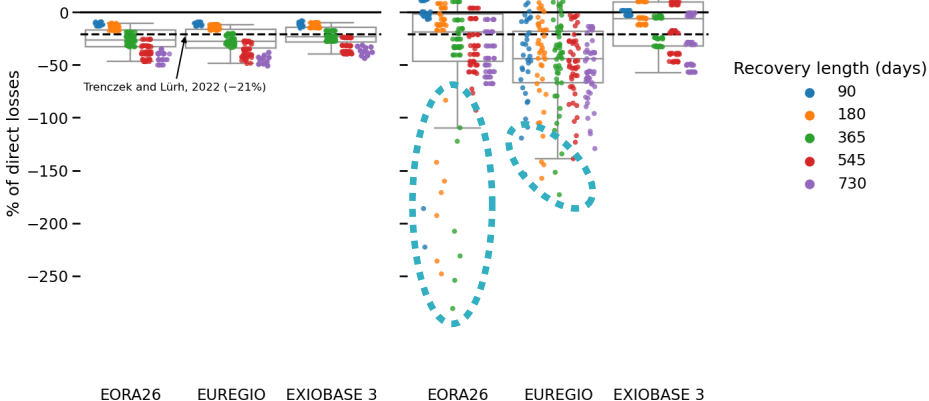 0
−50
−100
−150
−200
−250
% of direct losses
Trenczek and Lürh, 2022 (−21%)
EORA26 EUREGIO EXIOBASE 3
EORA26 EUREGIO EXIOBASE 3
Recovery length (days)
90
180
365
545
730